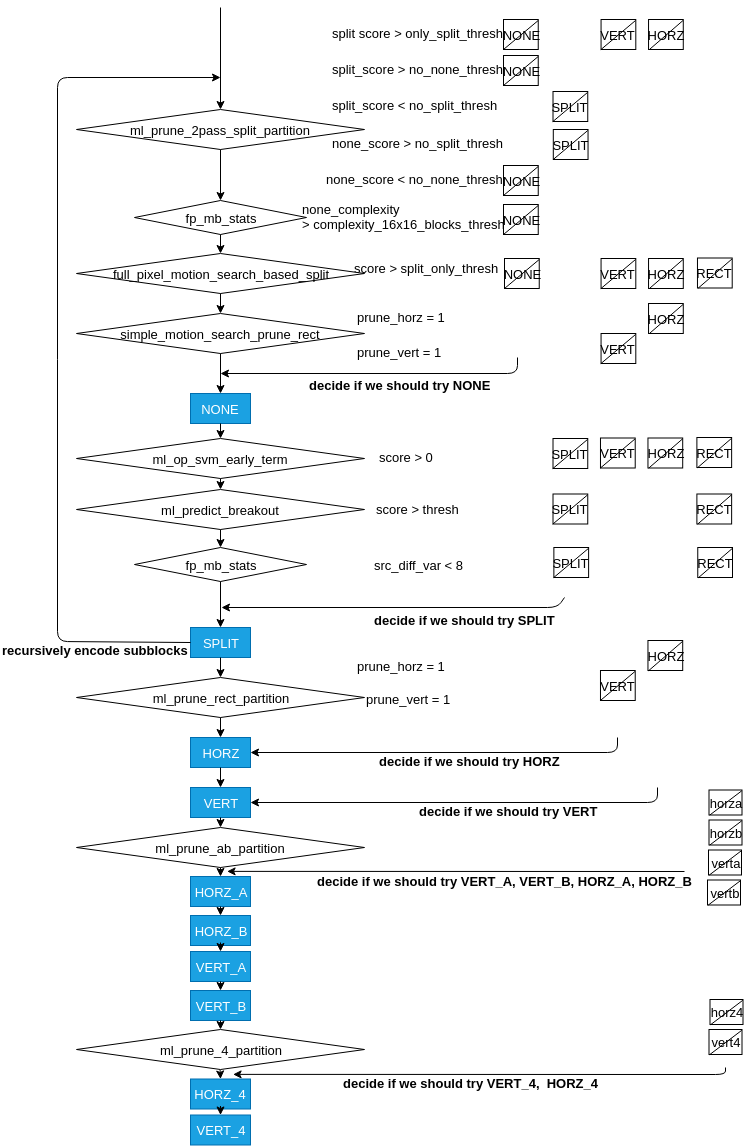 split score > only_split_thresh NONE VERT HORZ
split_score > no_none_thresh NONE
split_score < no_split_thresh SPLIT
ml_prune_2pass_split_partition
none_score > no_split_thresh SPLIT
none_score < no_none_thresh NONE
fp_mb_stats
none_complexity
> complexity_16x16_blocks_thresh NONE
full_pixel_motion_search_based_split score > split_only_thresh NONE VERT HORZ RECT
simple_motion_search_prune_rect
prune_horz = 1 HORZ
prune_vert = 1 VERT
decide if we should try NONE
NONE
ml_op_svm_early_term score > 0 SPLIT VERT HORZ RECT
ml_predict_breakout score > thresh SPLIT RECT
fp_mb_stats src_diff_var < 8 SPLIT RECT
decide if we should try SPLIT
SPLIT
recursively encode subblocks
prune_horz = 1 HORZ
ml_prune_rect_partition prune_vert = 1 VERT
HORZ
decide if we should try HORZ
VERT
decide if we should try VERT
horza
horzb
ml_prune_ab_partition
verta
decide if we should try VERT_A, VERT_B, HORZ_A, HORZ_B
vertb
HORZ_A
HORZ_B
VERT_A
VERT_B
horz4
ml_prune_4_partition
vert4
decide if we should try VERT_4, HORZ_4
HORZ_4
VERT_4